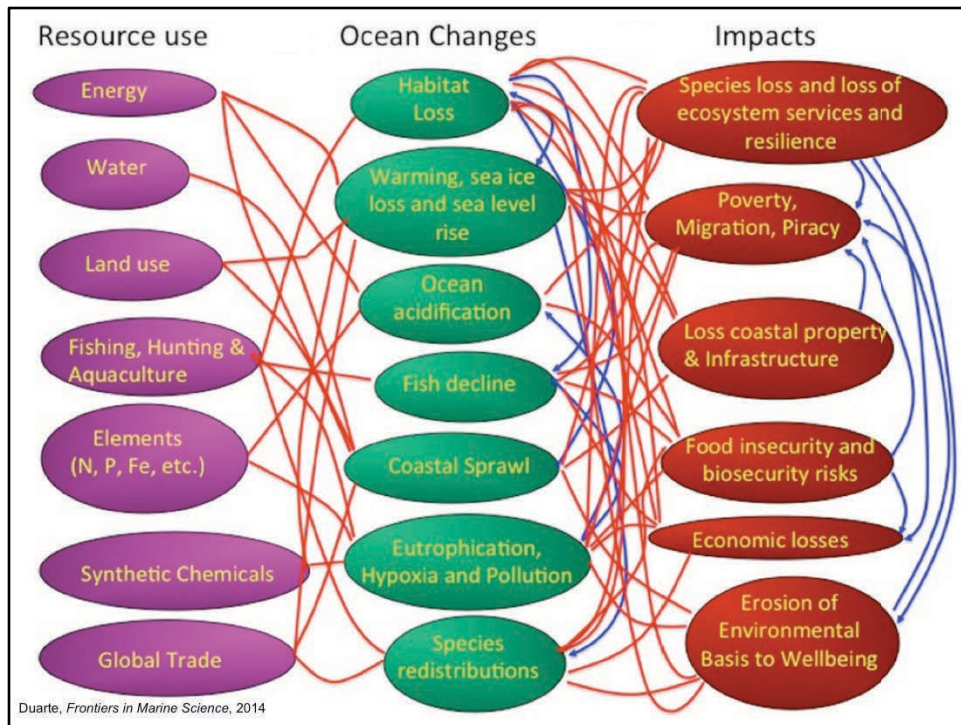 Resource use
Ocean Changes
Impacts
Energy
Water
Land use
Fishing, Hunting &
Aquaculture
Elements
(N, P, Fe, etc.)
Synthetic Chemicals
Global Trade
Habitat
Loss
Warming, sea ice
loss and sea level
rise
Ocean
acidification
Fish decline
Coastal Sprawl
Eutrophication,
Hypoxia and Pollution
Species
redistributions
Species loss and loss of
ecosystem services and
resilience
Poverty,
Migration, Piracy
Loss coastal property
& Infrastructure
Food insecurity and
biosecurity risks
Economic losses
Erosion of
Environmental
Basis to Wellbeing
Duarte, Frontiers in Marine Science, 2014